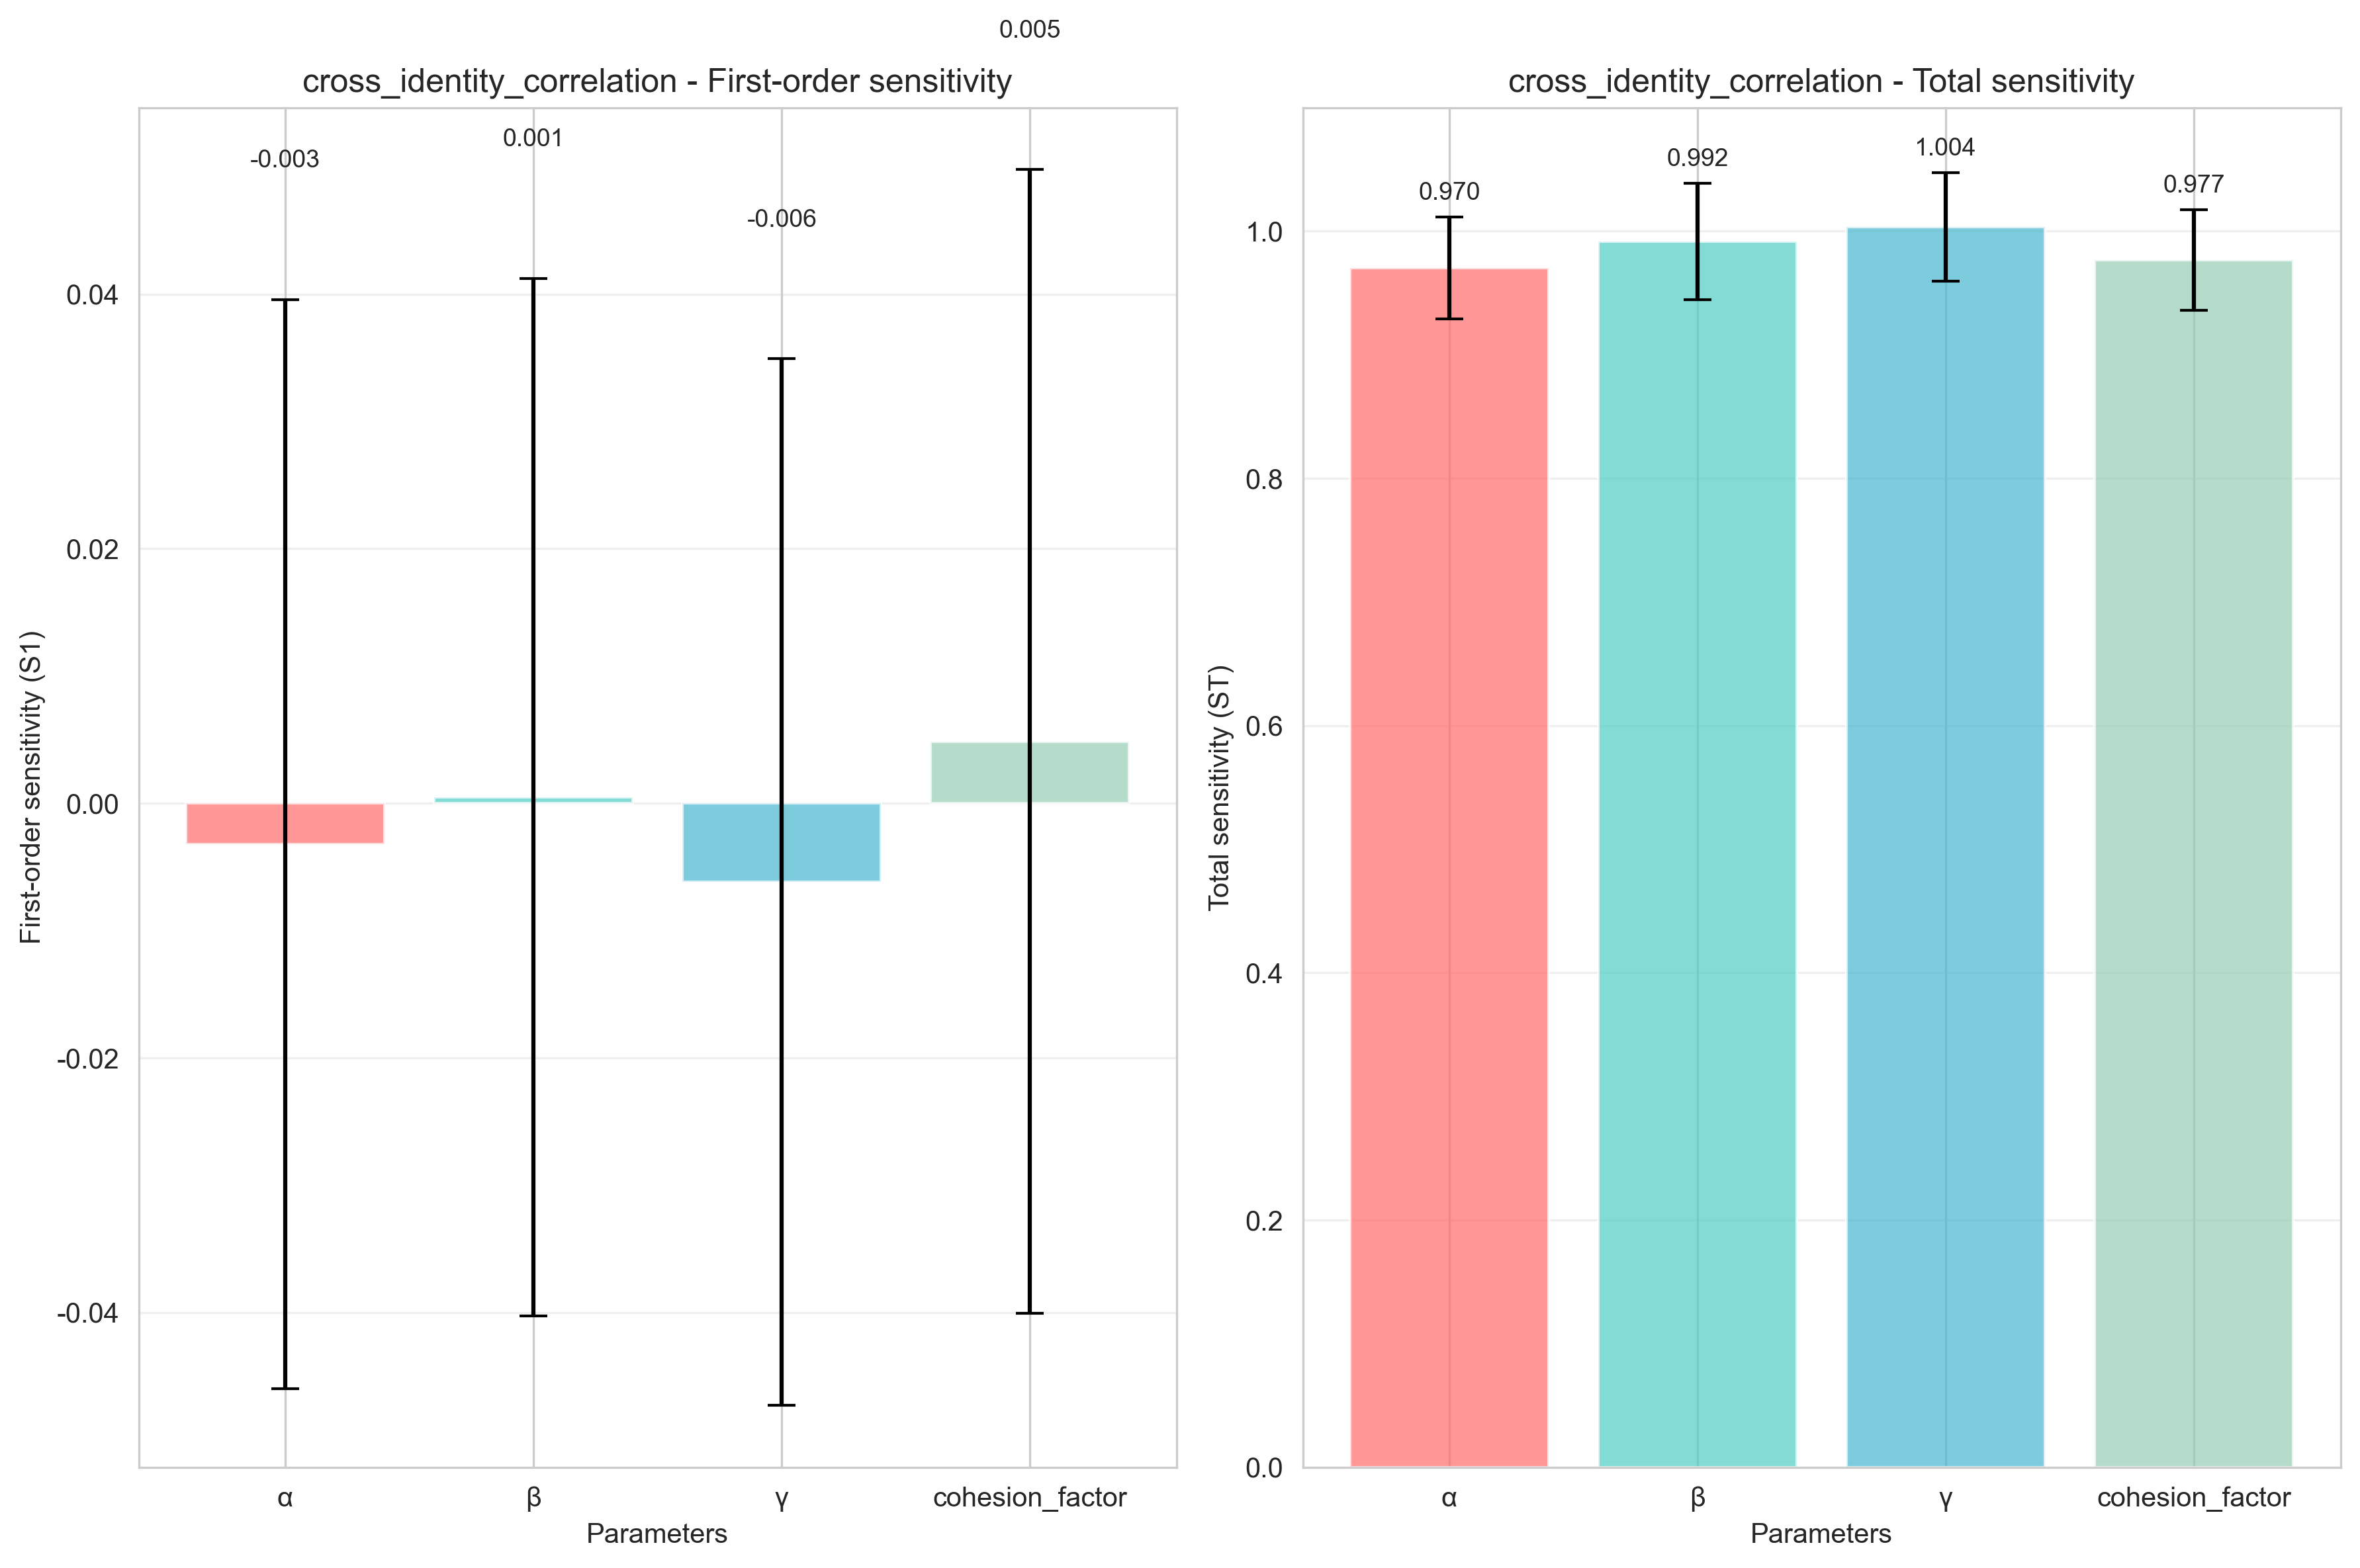 0.005
cross_identity_correlation - First-order sensitivity
-0.003
0.001
-0.006
First-order sensitivity (S1)
0.04
0.02
0.00
-0.02
-0.04
α
β
γ
cohesion_factor
Parameters
cross_identity_correlation - Total sensitivity
0.970
0.992
1.004
0.977
Total sensitivity (ST)
1.0
0.8
0.6
0.4
0.2
0.0
α
β
γ
cohesion_factor
Parameters